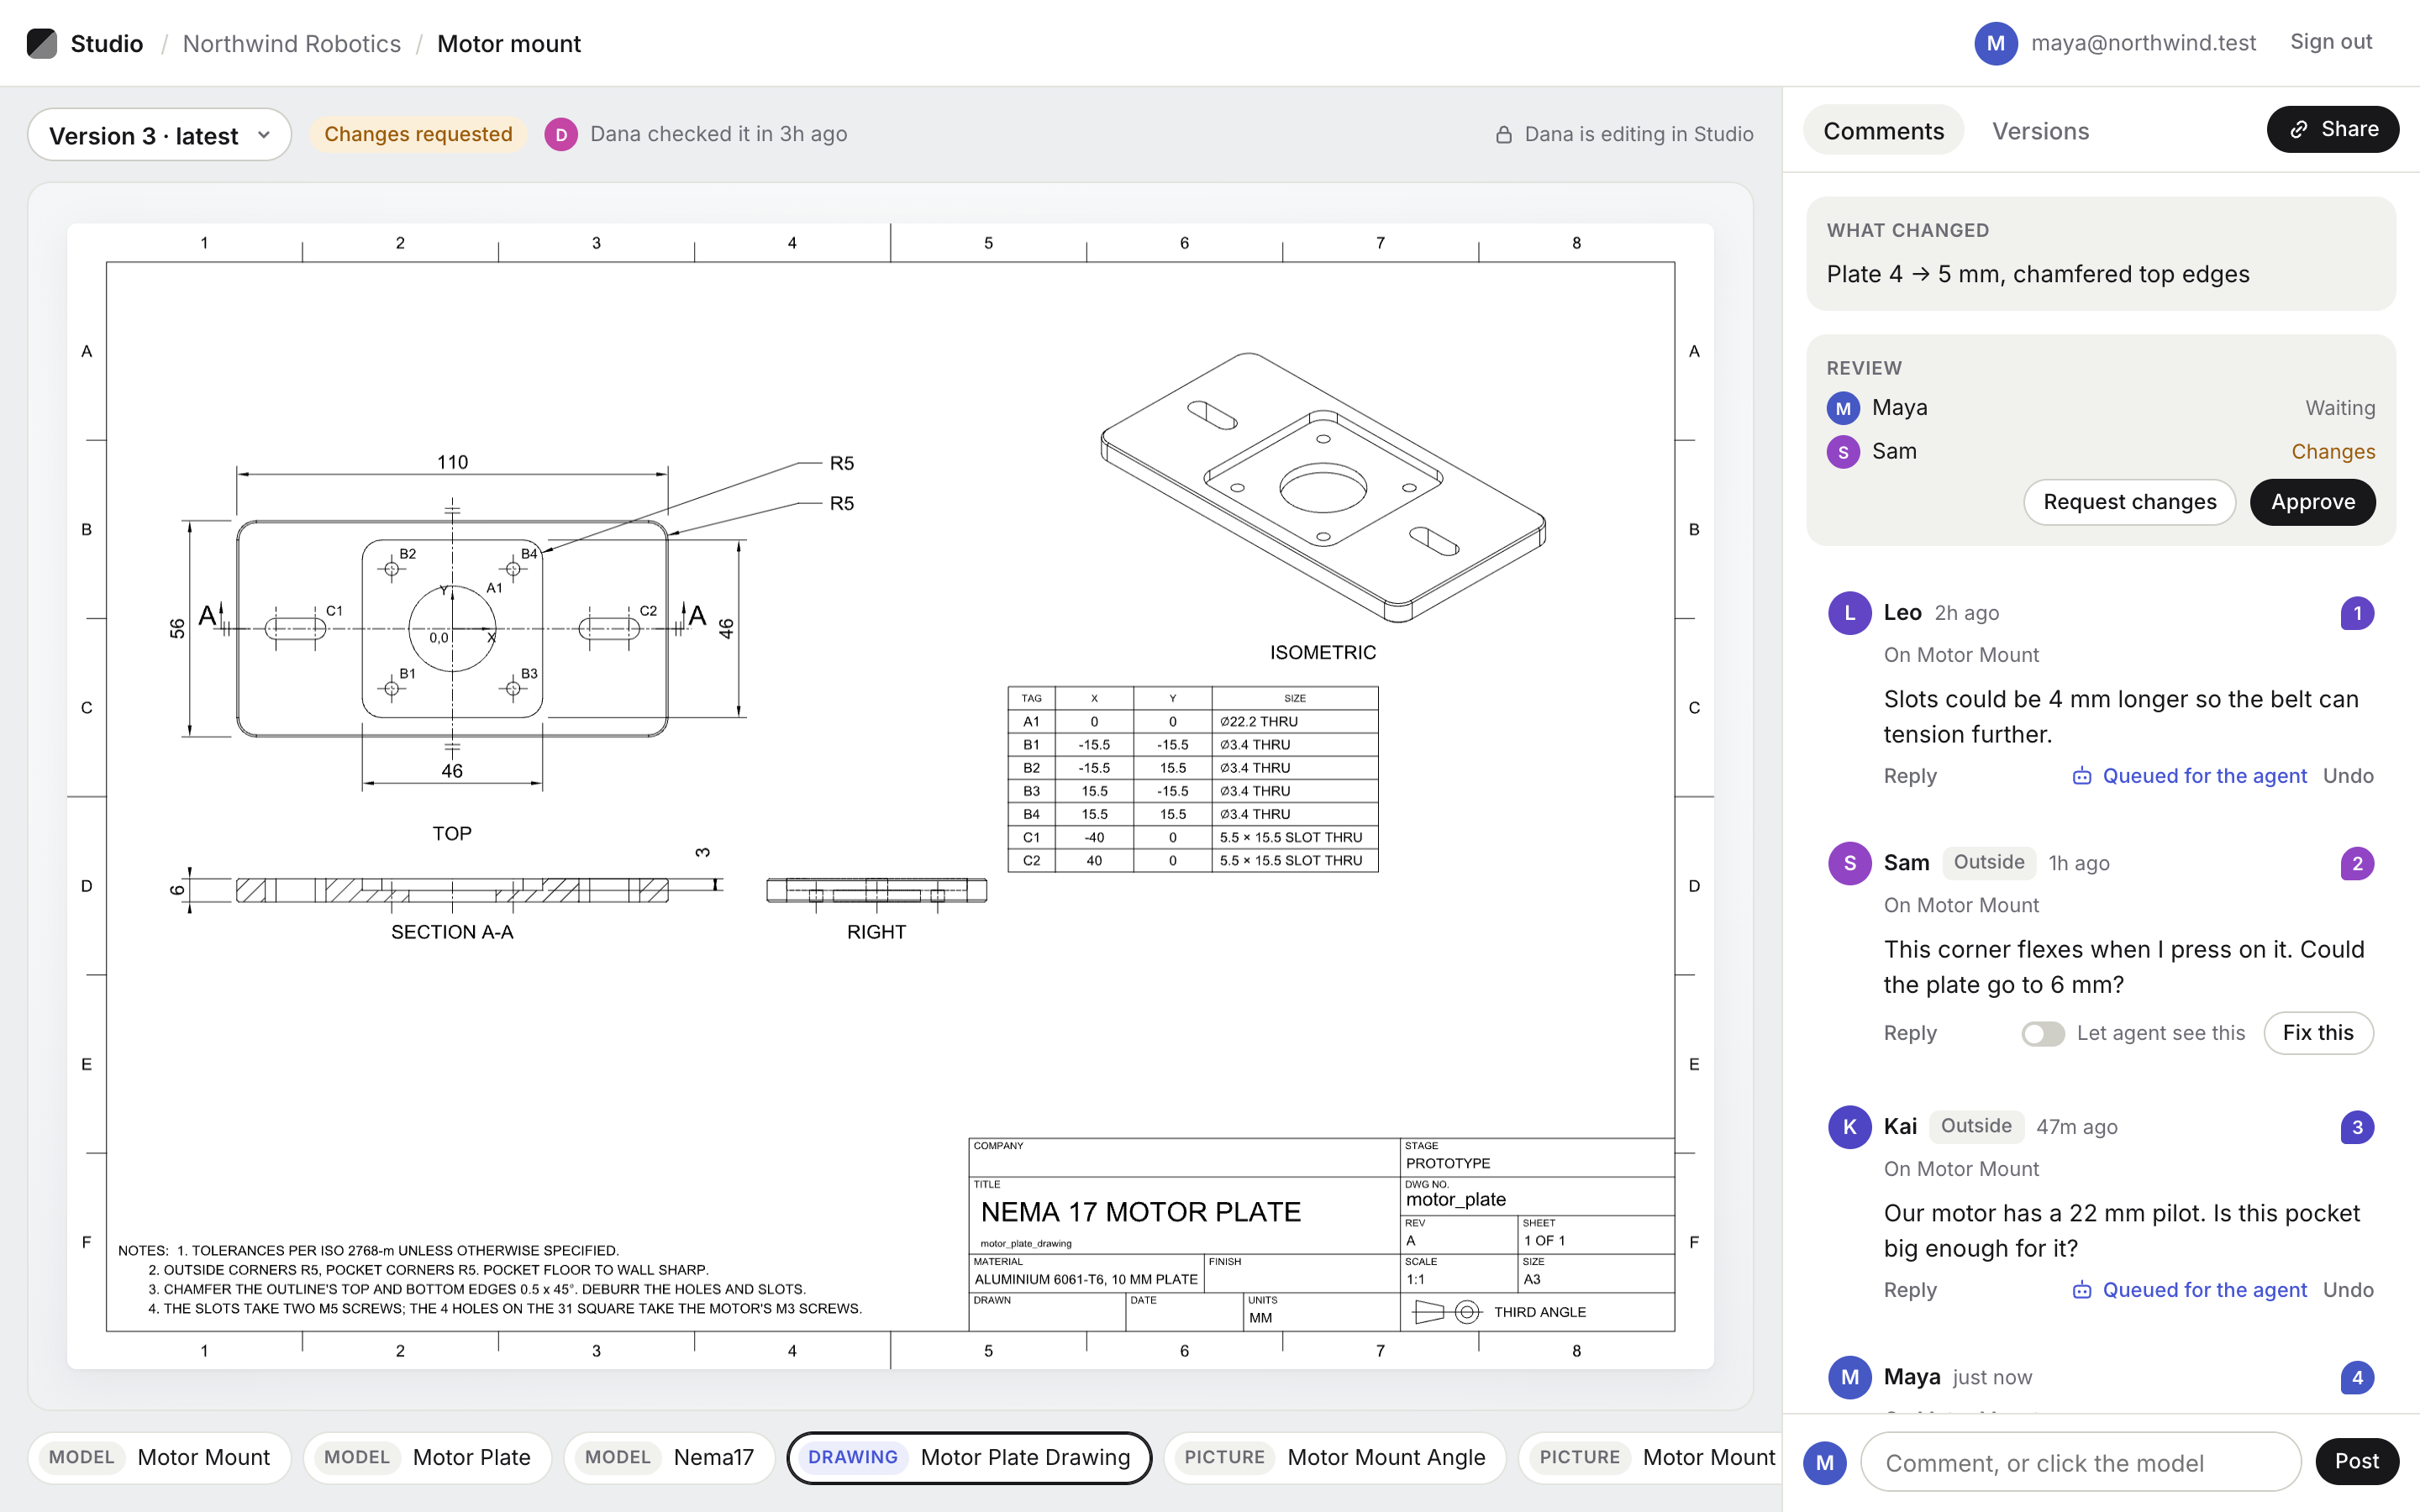 Studio / Northwind Robotics / Motor mount
M maya@northwind.test Sign out
Version 3 · latest
Changes requested
D Dana checked it in 3h ago
Dana is editing in Studio
1 2 3 4 5 6 7 8
A A
B B
C C
D D
E E
F F
110
R5
R5
56
46
46
A A
B2
B4
A1
Y
X
0,0
C1
C2
B1
B3
TOP
6
3
SECTION A-A
RIGHT
ISOMETRIC
TAG X Y SIZE
A1 0 0 Ø22.2 THRU
B1 -15.5 -15.5 Ø3.4 THRU
B2 -15.5 15.5 Ø3.4 THRU
B3 15.5 -15.5 Ø3.4 THRU
B4 15.5 15.5 Ø3.4 THRU
C1 -40 0 5.5 × 15.5 SLOT THRU
C2 40 0 5.5 × 15.5 SLOT THRU
NOTES: 1. TOLERANCES PER ISO 2768-m UNLESS OTHERWISE SPECIFIED.
2. OUTSIDE CORNERS R5, POCKET CORNERS R5. POCKET FLOOR TO WALL SHARP.
3. CHAMFER THE OUTLINE'S TOP AND BOTTOM EDGES 0.5 x 45°. DEBURR THE HOLES AND SLOTS.
4. THE SLOTS TAKE TWO M5 SCREWS; THE 4 HOLES ON THE 31 SQUARE TAKE THE MOTOR'S M3 SCREWS.
COMPANY
TITLE
NEMA 17 MOTOR PLATE
motor_plate_drawing
MATERIAL
ALUMINIUM 6061-T6, 10 MM PLATE
FINISH
DRAWN
DATE
UNITS
MM
STAGE
PROTOTYPE
DWG NO.
motor_plate
REV
A
SHEET
1 OF 1
SCALE
1:1
SIZE
A3
THIRD ANGLE
1 2 3 4 5 6 7 8
MODEL Motor Mount
MODEL Motor Plate
MODEL Nema17
DRAWING Motor Plate Drawing
PICTURE Motor Mount Angle
PICTURE Motor Mount
Comments
Versions
Share
WHAT CHANGED
Plate 4 → 5 mm, chamfered top edges
REVIEW
M Maya Waiting
S Sam Changes
Request changes
Approve
L Leo 2h ago 1
On Motor Mount
Slots could be 4 mm longer so the belt can
tension further.
Reply Queued for the agent Undo
S Sam Outside 1h ago 2
On Motor Mount
This corner flexes when I press on it. Could
the plate go to 6 mm?
Reply Let agent see this Fix this
K Kai Outside 47m ago 3
On Motor Mount
Our motor has a 22 mm pilot. Is this pocket
big enough for it?
Reply Queued for the agent Undo
M Maya just now 4
M Comment, or click the model Post